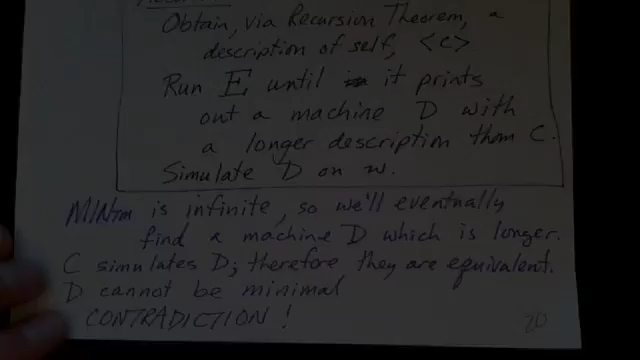 Obtain, via Recursion Theorem, a
description of self, <C>.
Run E until it prints
out a machine D with
a longer description than C.
Simulate D on w.
MINTM is infinite, so we'll eventually
find a machine D which is longer.
C simulates D; therefore they are equivalent.
D cannot be minimal
CONTRADICTION!
20